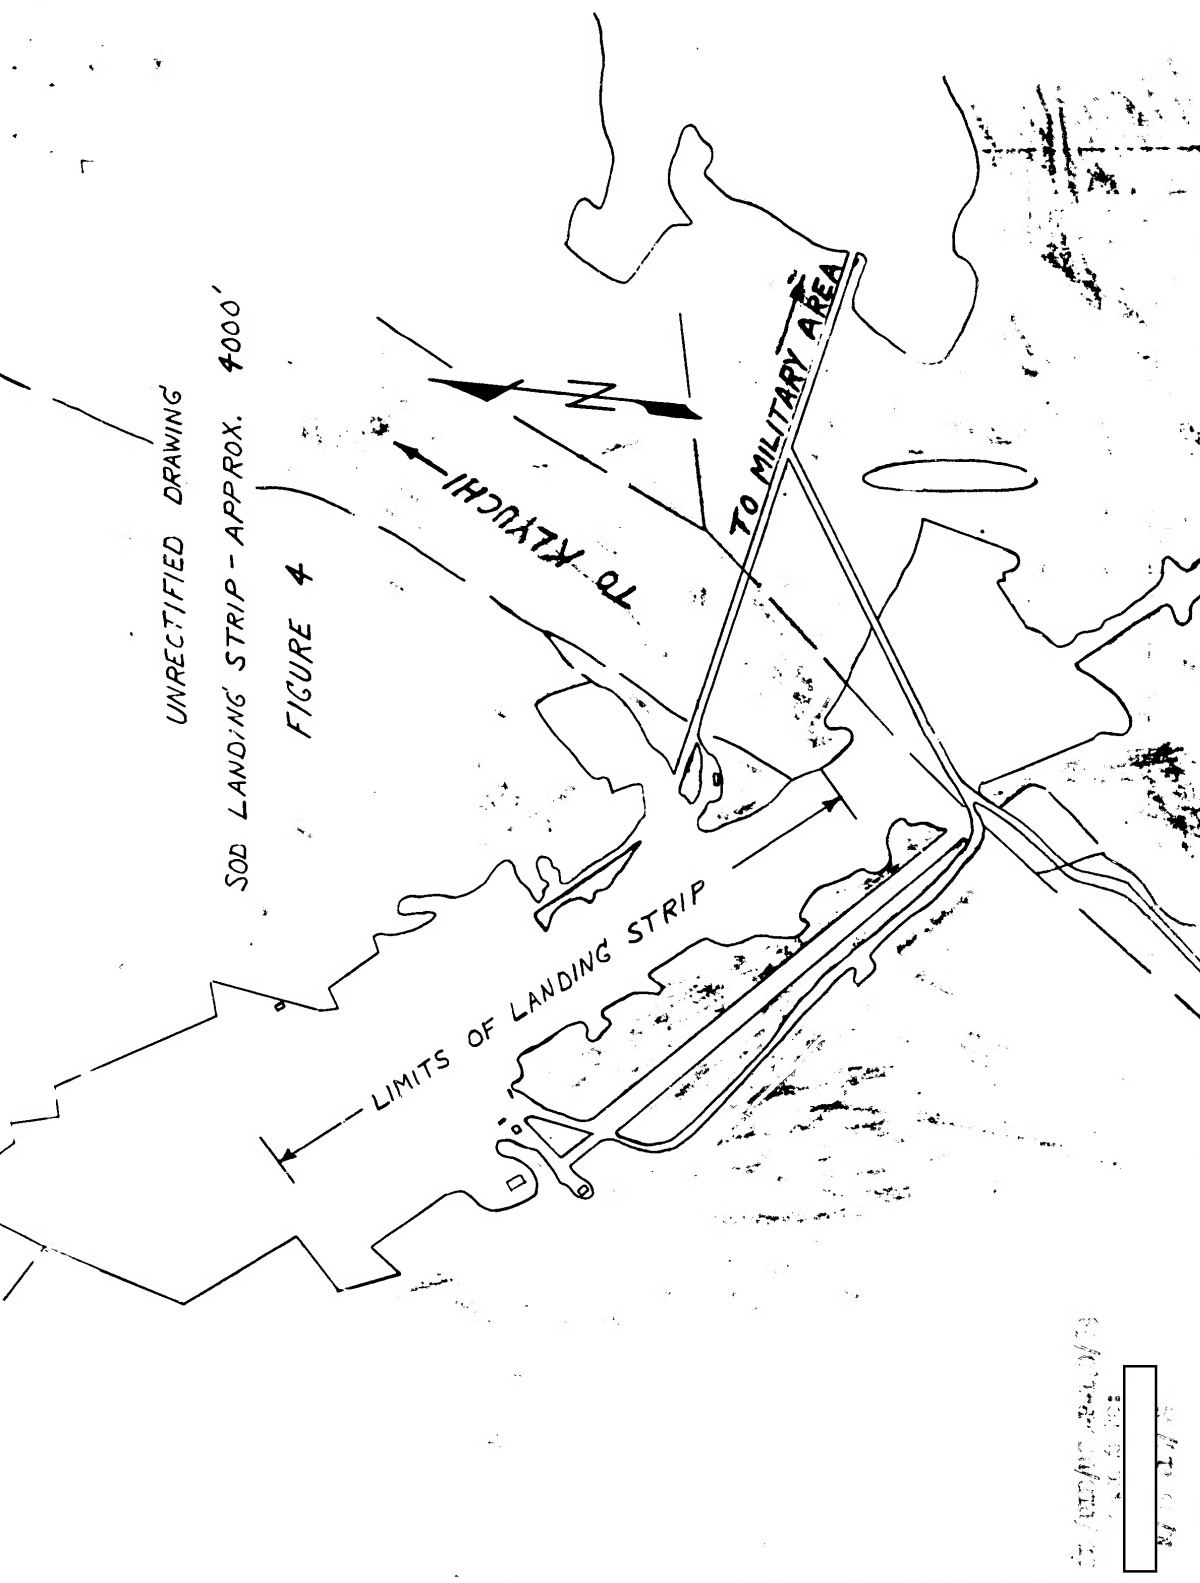 UNRECTIFIED DRAWING
SOD LANDING STRIP - APPROX. 4000'
FIGURE 4
TO KLYUCHI
N
TO MILITARY AREA
LIMITS OF LANDING STRIP